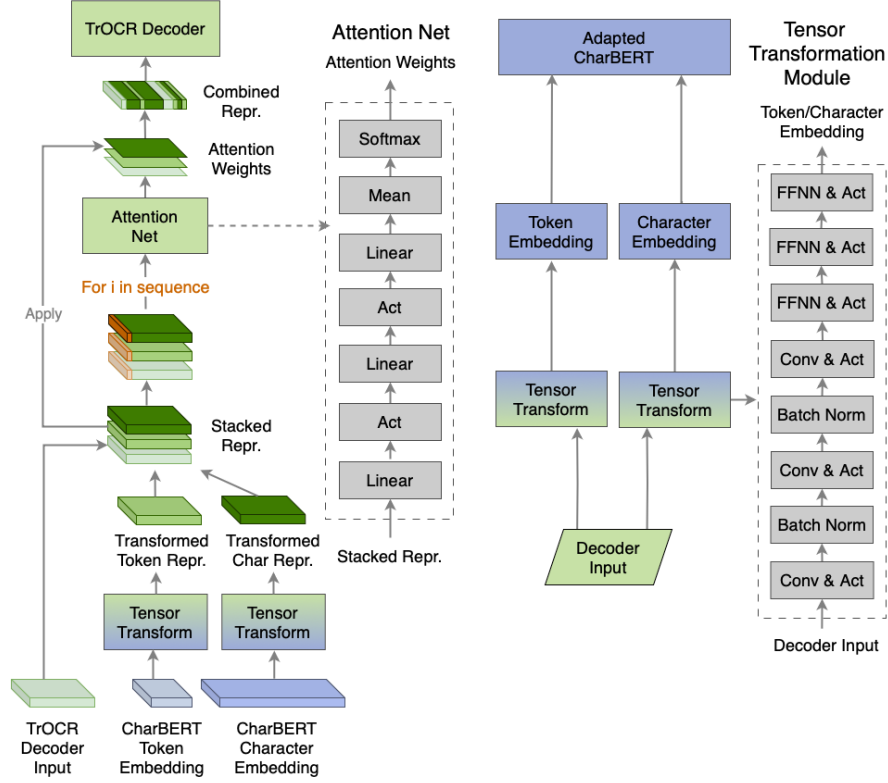 TrOCR Decoder
Combined
Repr.
Attention
Weights
Attention
Net
For i in sequence
Apply
Stacked
Repr.
Transformed
Token Repr.
Transformed
Char Repr.
Tensor
Transform
Tensor
Transform
TrOCR
Decoder
Input
CharBERT
Token
Embedding
CharBERT
Character
Embedding
Attention Net
Attention Weights
Softmax
Mean
Linear
Act
Linear
Act
Linear
Stacked Repr.
Adapted
CharBERT
Token
Embedding
Character
Embedding
Tensor
Transform
Tensor
Transform
Decoder
Input
Tensor
Transformation
Module
Token/Character
Embedding
FFNN & Act
FFNN & Act
FFNN & Act
Conv & Act
Batch Norm
Conv & Act
Batch Norm
Conv & Act
Decoder Input